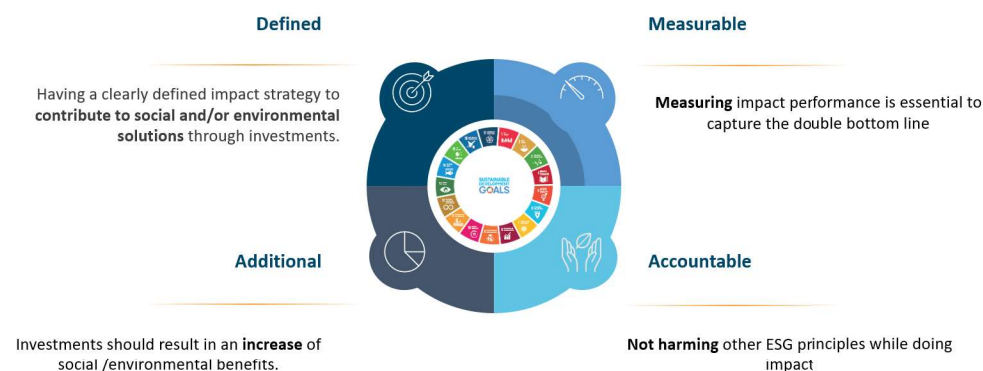 Defined
Having a clearly defined impact strategy to
contribute to social and/or environmental
solutions through investments.
Measurable
Measuring impact performance is essential to
capture the double bottom line
SUSTAINABLE
DEVELOPMENT
GOALS
Additional
Investments should result in an increase of
social /environmental benefits.
Accountable
Not harming other ESG principles while doing
impact